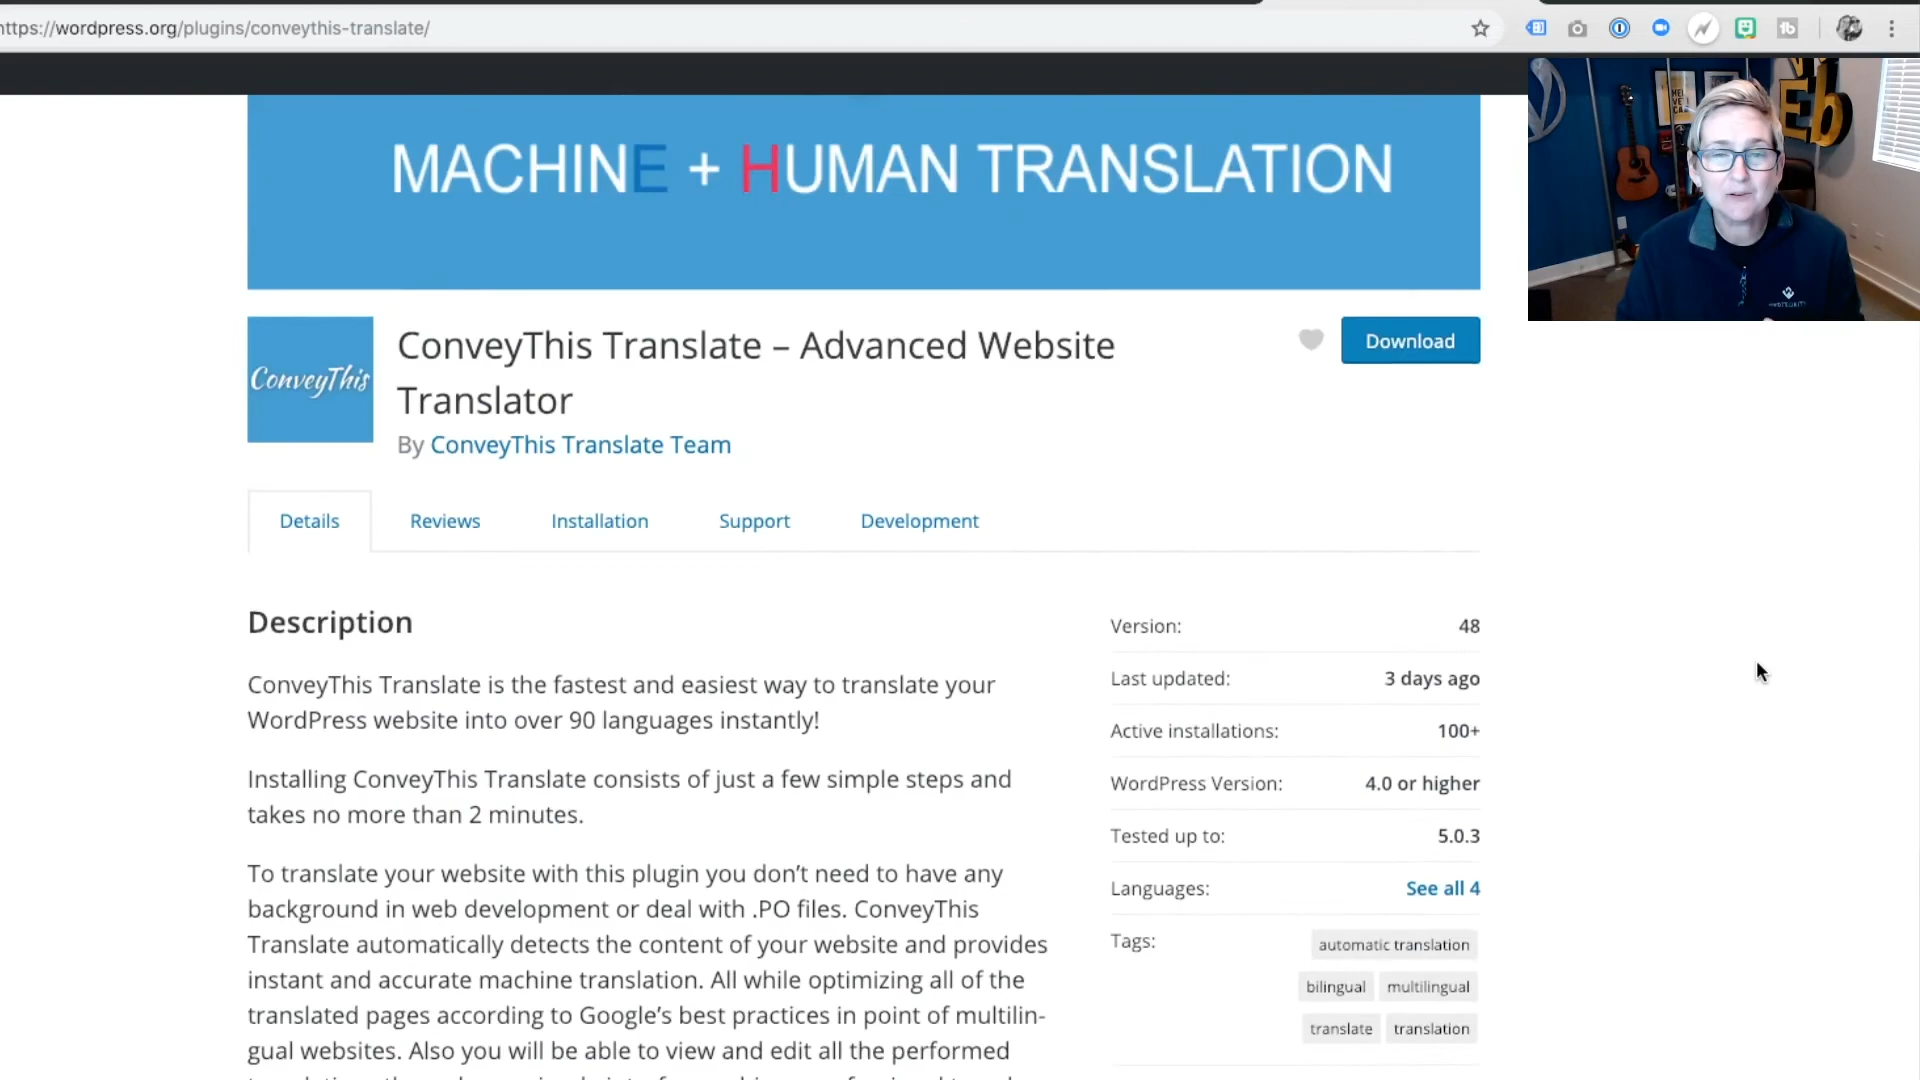 https://wordpress.org/plugins/conveythis-translate/
MACHINE + HUMAN TRANSLATION
ConveyThis
ConveyThis Translate – Advanced Website
Translator
Download
By ConveyThis Translate Team
Details
Reviews
Installation
Support
Development
Description
ConveyThis Translate is the fastest and easiest way to translate your
WordPress website into over 90 languages instantly!
Installing ConveyThis Translate consists of just a few simple steps and
takes no more than 2 minutes.
To translate your website with this plugin you don’t need to have any
background in web development or deal with .PO files. ConveyThis
Translate automatically detects the content of your website and provides
instant and accurate machine translation. All while optimizing all of the
translated pages according to Google’s best practices in point of multilin-
gual websites. Also you will be able to view and edit all the performed
Version: 48
Last updated: 3 days ago
Active installations: 100+
WordPress Version: 4.0 or higher
Tested up to: 5.0.3
Languages: See all 4
Tags: automatic translation
bilingual multilingual
translate translation
Eb